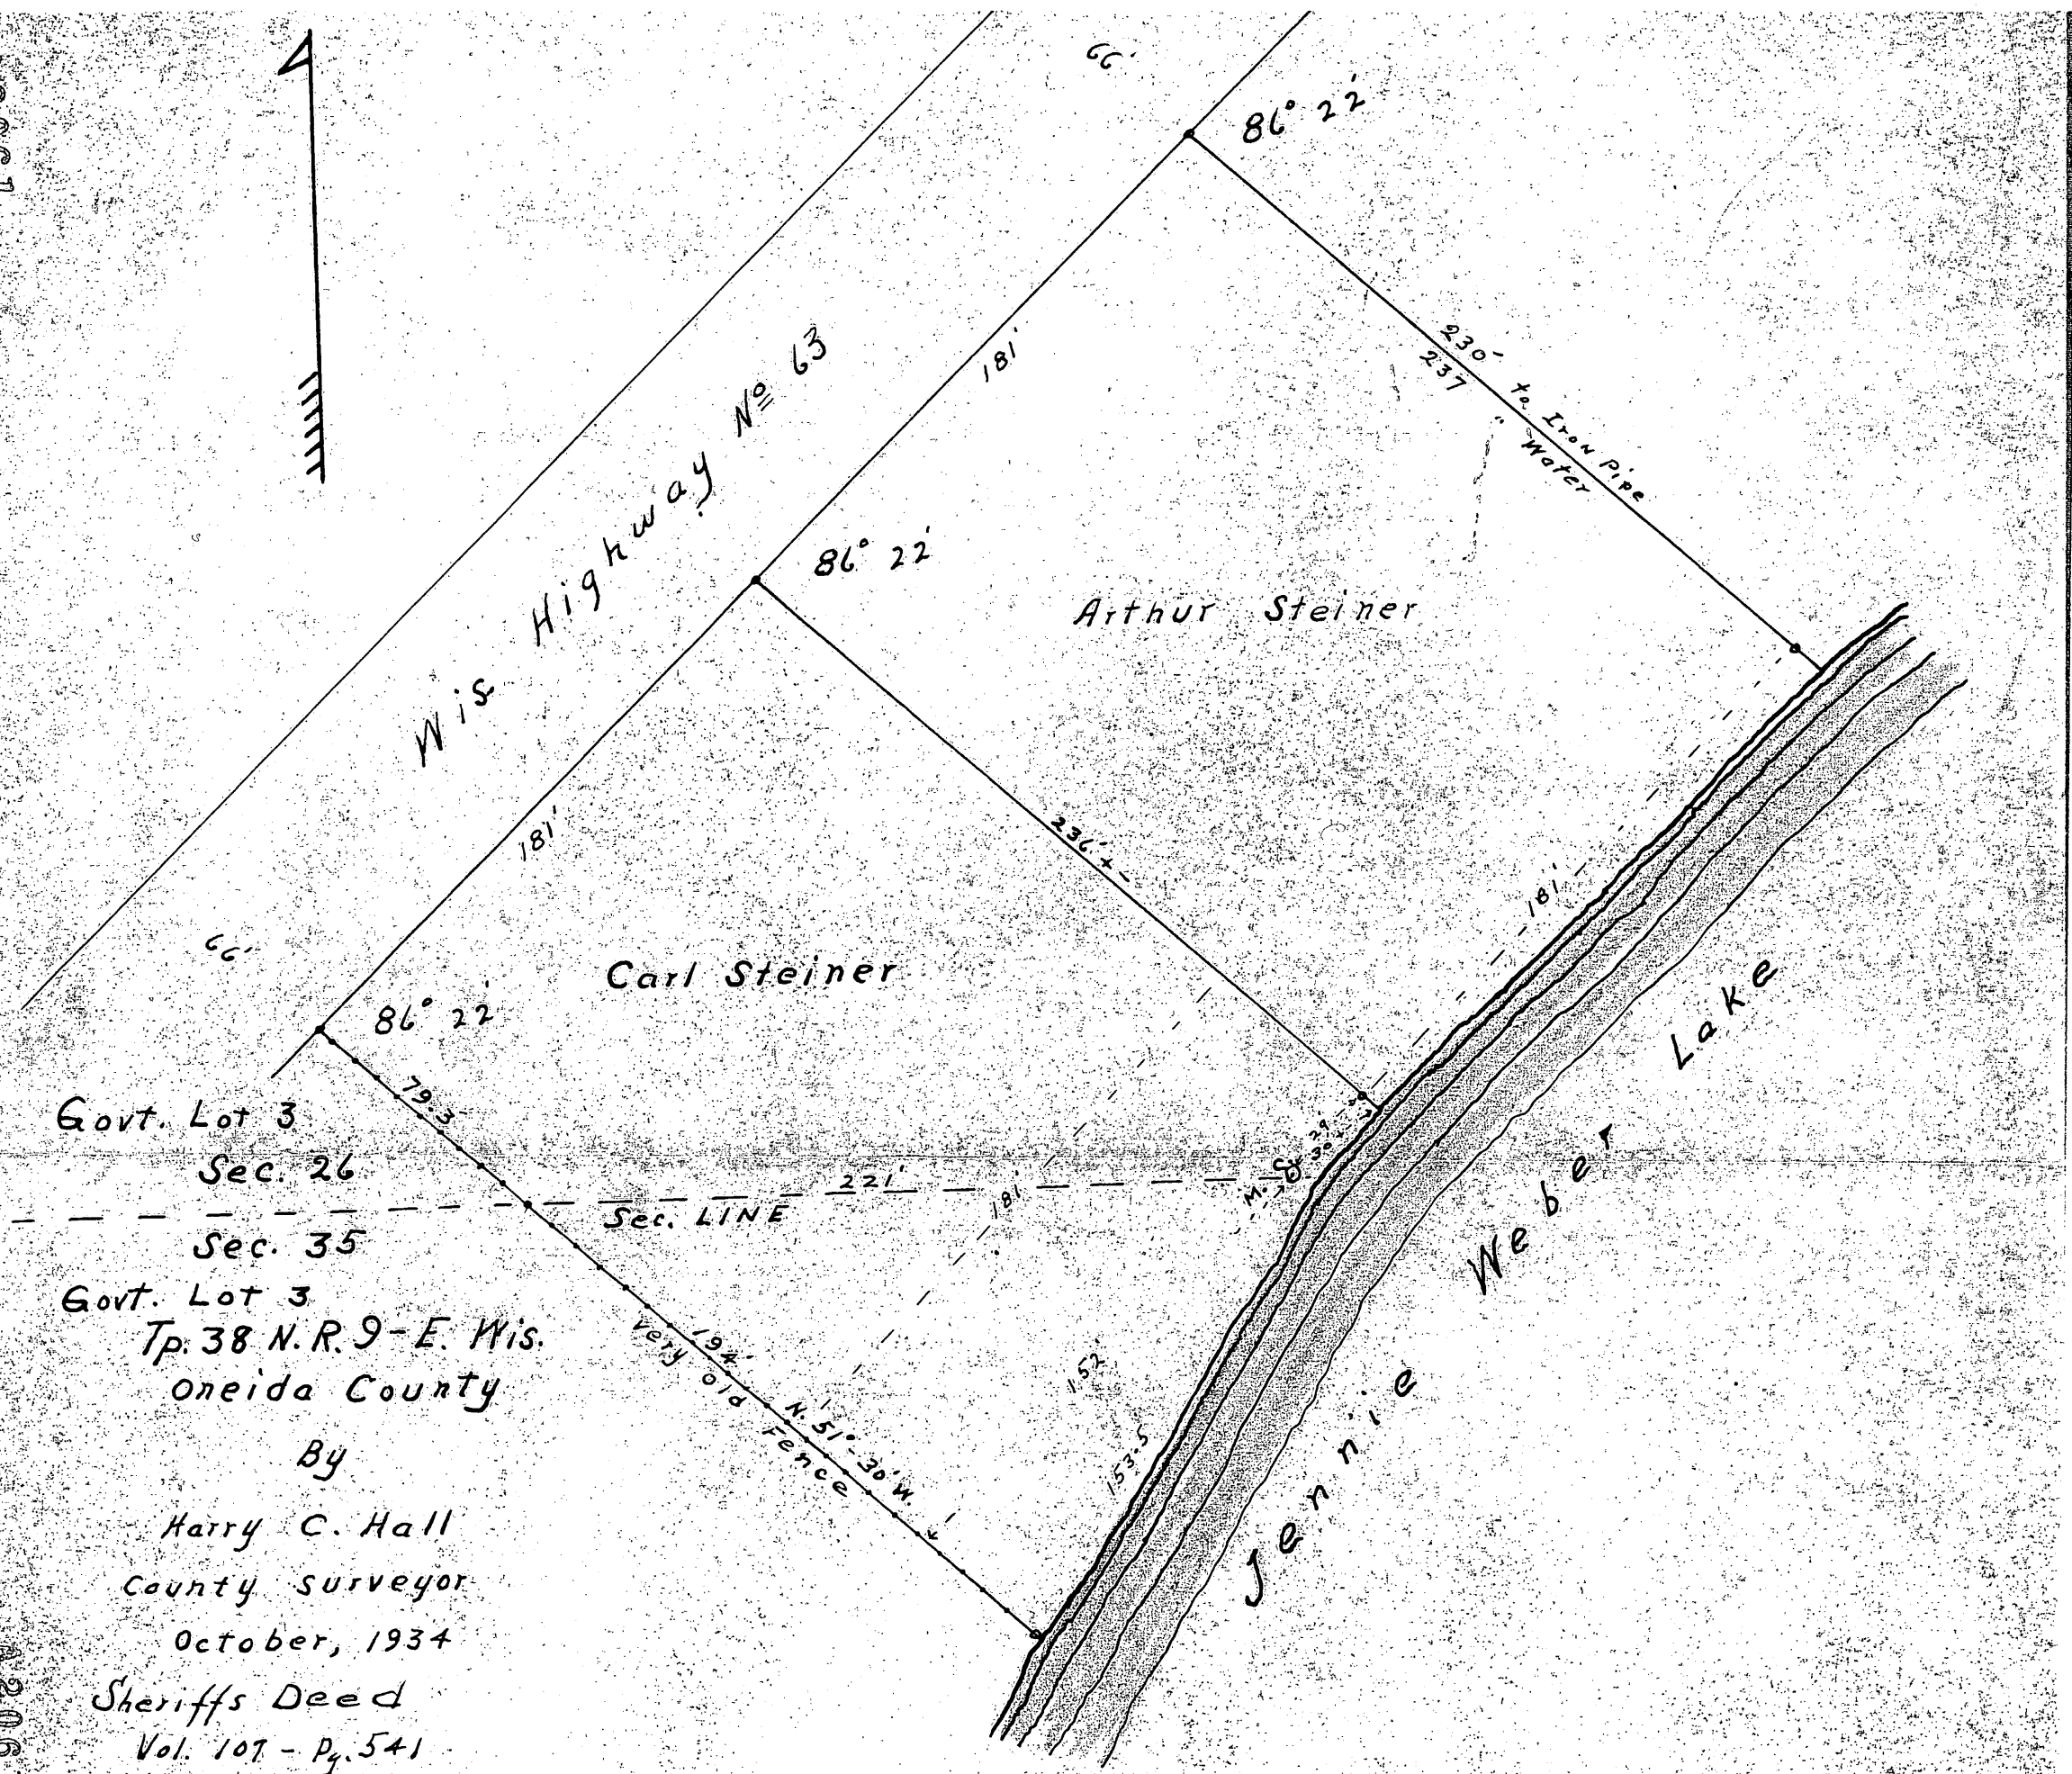 66'
86° 22'
230' to Iron Pipe
237 " Water
181'
Wis Highway No 63
86° 22'
Arthur Steiner
181'
236' + -
181'
66'
Carl Steiner
86° 22'
79.3
Lake
Weber
Jennie
Govt. Lot 3
Sec. 26
221'
Sec. LINE
181'
M. C.
29
30
Sec. 35
Govt. Lot 3
Tp. 38 N. R. 9 - E. Wis.
Oneida County
194'
N. 51° - 30' W.
Very old Fence
152'
153.5
By
Harry C. Hall
County Surveyor
October, 1934
Sheriffs Deed
Vol. 107 - Pg. 541